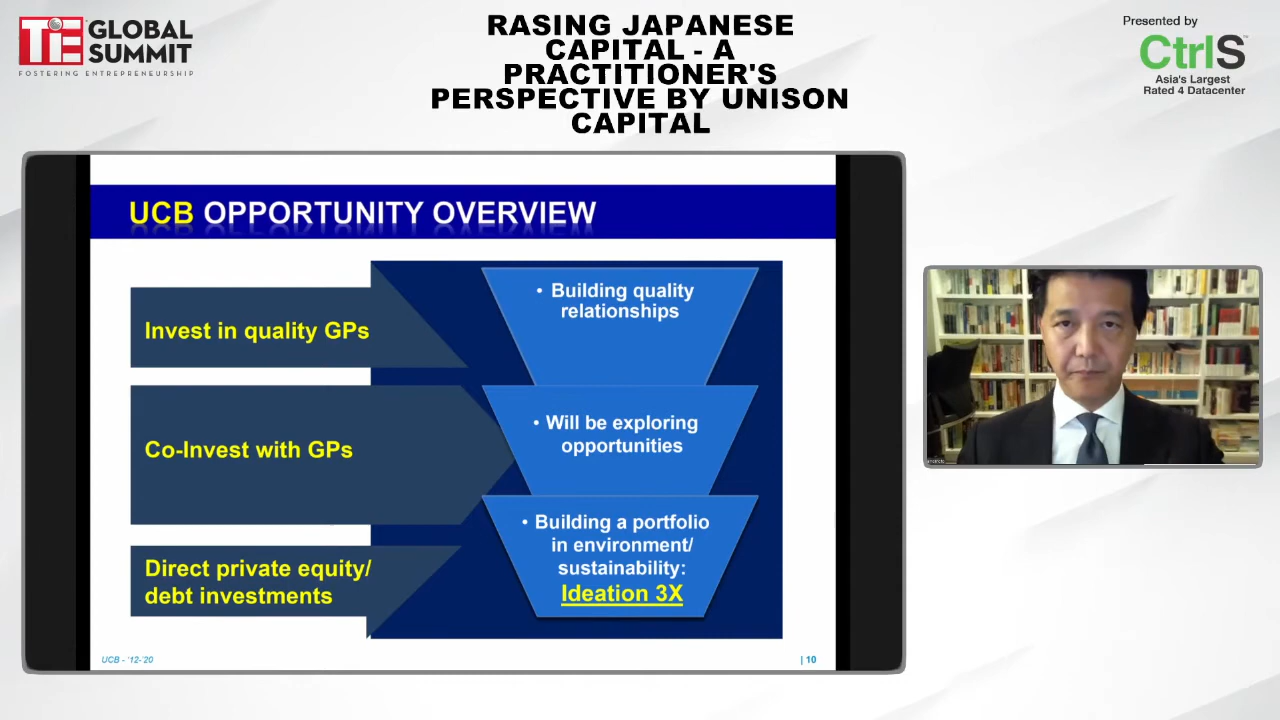 TiE GLOBAL
SUMMIT
FOSTERING ENTREPRENEURSHIP
RASING JAPANESE
CAPITAL - A
PRACTITIONER'S
PERSPECTIVE BY UNISON
CAPITAL
Presented by
CtrlS
Asia's Largest
Rated 4 Datacenter
UCB OPPORTUNITY OVERVIEW
Invest in quality GPs
• Building quality
relationships
Co-Invest with GPs
• Will be exploring
opportunities
Direct private equity/
debt investments
• Building a portfolio
in environment/
sustainability:
Ideation 3X
UCB - '12-'20
| 10